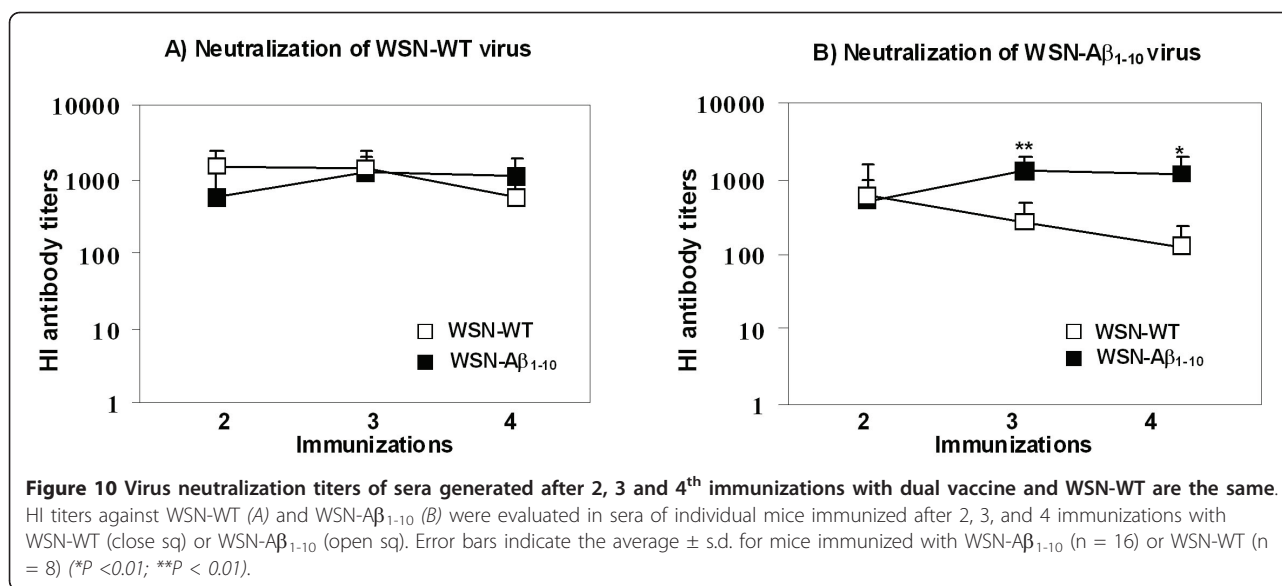 A) Neutralization of WSN-WT virus
10000
1000
100
10
1
HI antibody titers
WSN-WT
WSN-Aβ1-10
2 3 4
Immunizations
B) Neutralization of WSN-Aβ1-10 virus
10000
1000
100
10
1
HI antibody titers
** *
WSN-WT
WSN-Aβ1-10
2 3 4
Immunizations
Figure 10 Virus neutralization titers of sera generated after 2, 3 and 4th immunizations with dual vaccine and WSN-WT are the same.
HI titers against WSN-WT (A) and WSN-Aβ1-10 (B) were evaluated in sera of individual mice immunized after 2, 3, and 4 immunizations with
WSN-WT (close sq) or WSN-Aβ1-10 (open sq). Error bars indicate the average ± s.d. for mice immunized with WSN-Aβ1-10 (n = 16) or WSN-WT (n
= 8) (*P <0.01; **P < 0.01).